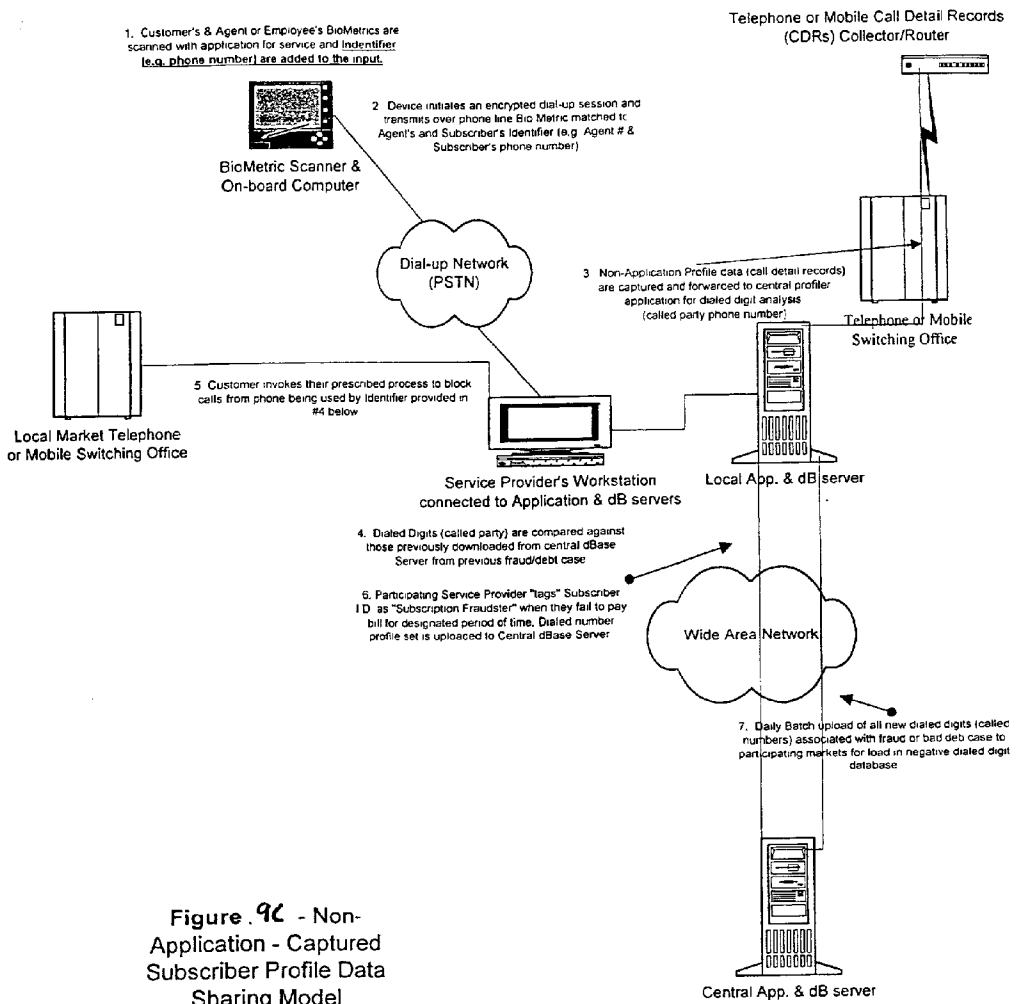 Telephone or Mobile Call Detail Records
(CDRs) Collector/Router
1. Customer's & Agent or Employee's BioMetrics are
scanned with application for service and Indentifier
(e.g. phone number) are added to the input.
2 Device initiates an encrypted dial-up session and
transmits over phone line Bio Metric matched to
Agent's and Subscriber's Identifier (e.g Agent # &
Subscriber's phone number)
BioMetric Scanner &
On-board Computer
Dial-up Network
(PSTN)
3 Non-Application Profile data (call detail records)
are captured and forwarced to central profiler
application for dialed digit analysis
(called party phone number)
Telephone or Mobile
Switching Office
5 Customer invokes their prescribed process to block
calls from phone being used by Identifier provided in
#4 below
Local Market Telephone
or Mobile Switching Office
Service Provider's Workstation
connected to Application & dB servers
Local App. & dB server
4. Dialed Digits (called party) are compared against
those previously downloaded from central dBase
Server from previous fraud/debt case
6. Participating Service Provider "tags" Subscriber
I D as "Subscription Fraudster" when they fail to pay
bill for designated period of time. Dialed number
profile set is uploaded to Central dBase Server
Wide Area Network
7. Daily Batch upload of all new dialed digits (called
numbers) associated with fraud or bad deb case to
participating markets for load in negative dialed digit
database
Figure .9C - Non-
Application - Captured
Subscriber Profile Data
Sharing Model
Central App. & dB server